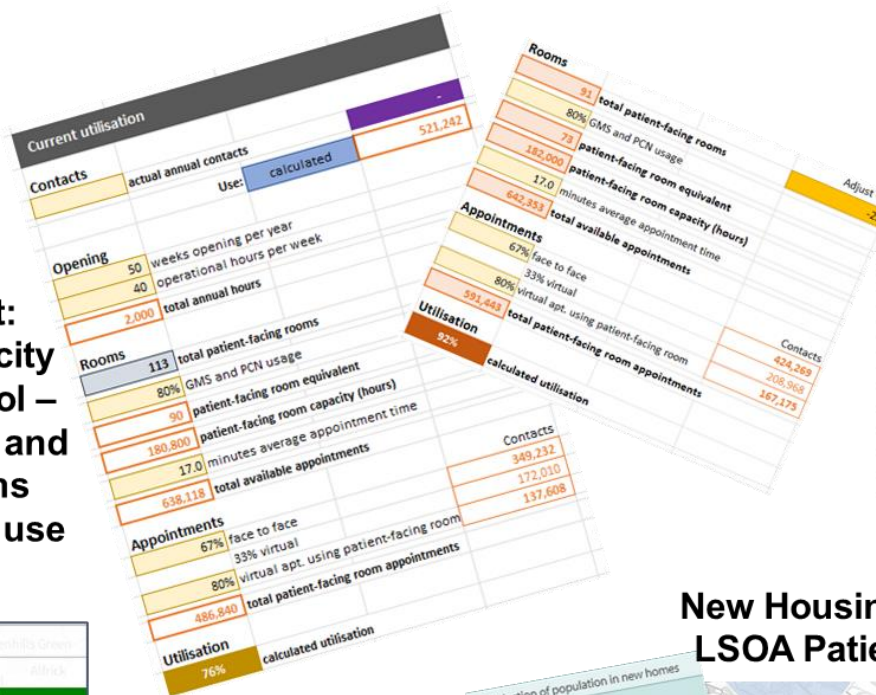 Current utilisation
-
Contacts
actual annual contacts
Use: calculated 521,242
Opening
50 weeks opening per year
40 operational hours per week
2,000 total annual hours
Rooms
113 total patient-facing rooms
80% GMS and PCN usage
90 patient-facing room equivalent
180,800 patient-facing room capacity (hours)
17.0 minutes average appointment time
638,118 total available appointments
Appointments
Contacts
67% face to face 349,232
33% virtual 172,010
80% virtual apt. using patient-facing room 137,608
486,840 total patient-facing room appointments
Utilisation
76% calculated utilisation
Rooms
91 total patient-facing rooms
80% GMS and PCN usage
73 patient-facing room equivalent
182,000 patient-facing room capacity (hours)
17.0 minutes average appointment time
642,353 total available appointments
Adjust
Appointments
Contacts
67% face to face 424,269
33% virtual 208,968
80% virtual apt. using patient-facing room 167,175
591,443 total patient-facing room appointments
Utilisation
92% calculated utilisation
t:
city
ol –
and
ns
use
Green
Alfrick
New Housin
LSOA Patie
of population in new homes